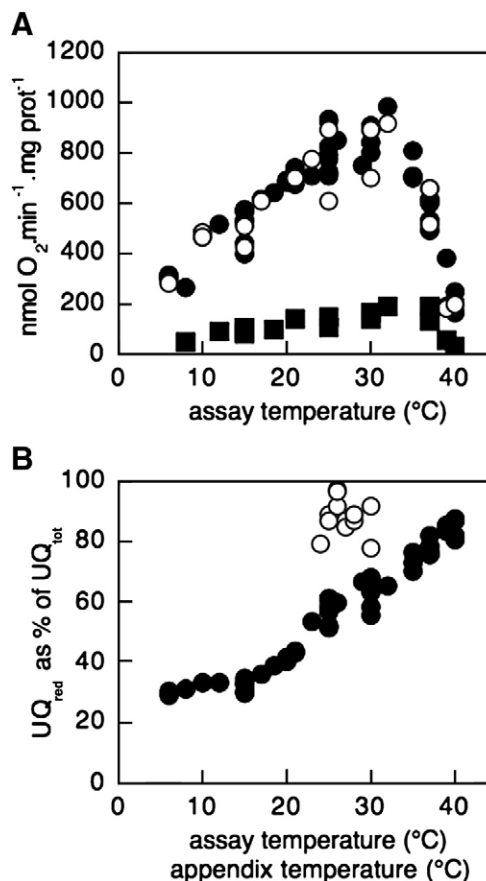 A
nmol O₂.min⁻¹.mg prot⁻¹
1200
1000
800
600
400
200
0
0 10 20 30 40
assay temperature (°C)
B
UQred as % of UQtot
100
80
60
40
20
0
0 10 20 30 40
assay temperature (°C)
appendix temperature (°C)